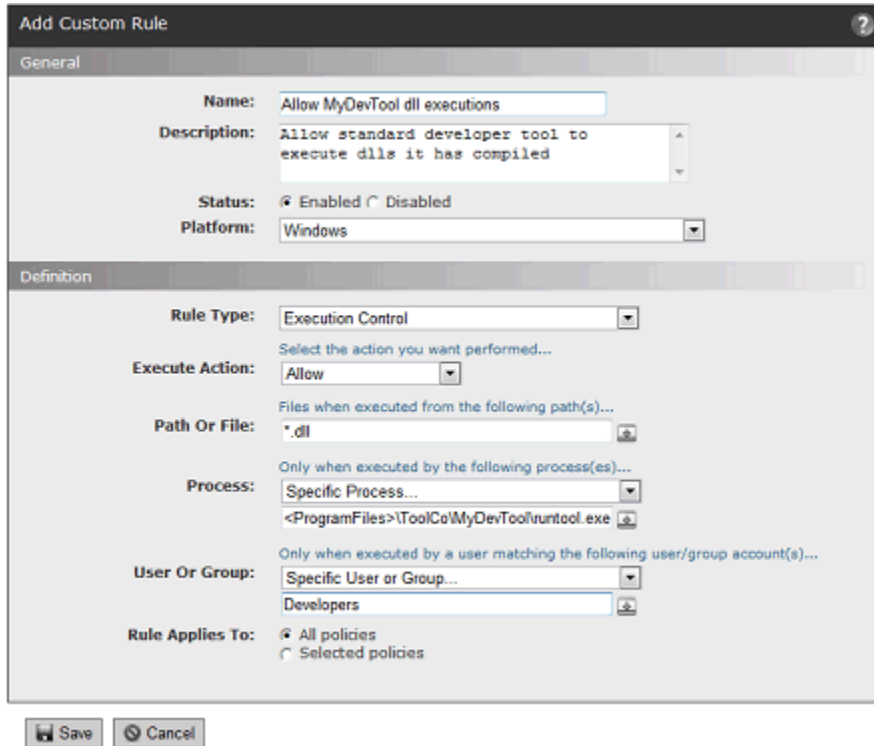 Add Custom Rule ?
General
Name: Allow MyDevTool dll executions
Description: Allow standard developer tool to
execute dlls it has compiled
Status: Enabled Disabled
Platform: Windows
Definition
Rule Type: Execution Control
Select the action you want performed...
Execute Action: Allow
Files when executed from the following path(s)...
Path Or File: *.dll
Only when executed by the following process(es)...
Process: Specific Process...
<ProgramFiles>\ToolCo\MyDevTool\runtool.exe
Only when executed by a user matching the following user/group account(s)...
User Or Group: Specific User or Group...
Developers
Rule Applies To: All policies
Selected policies
Save Cancel